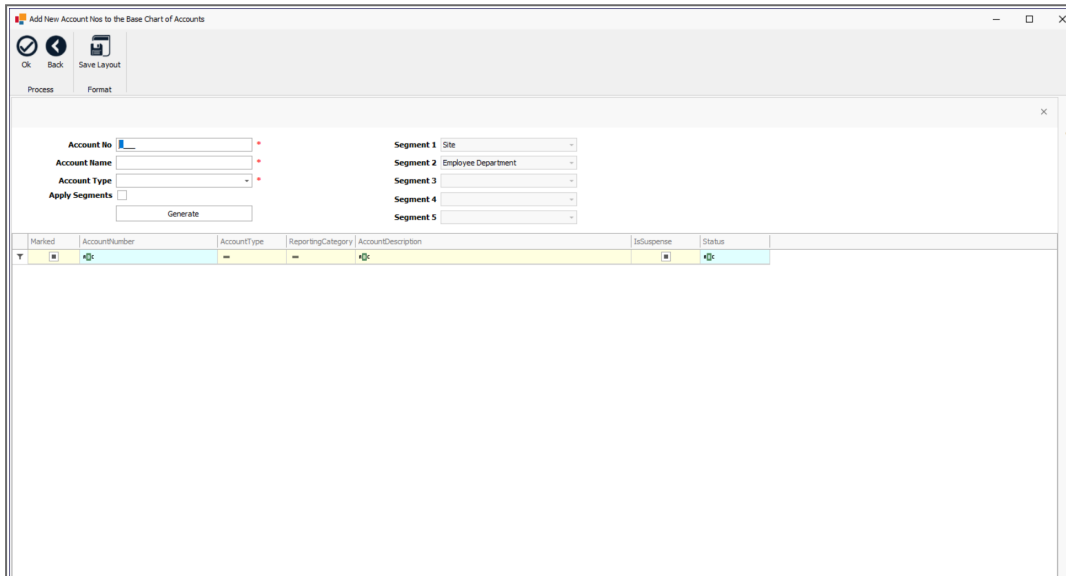 Add New Account Nos to the Base Chart of Accounts
Ok Back Save Layout
Process Format
Account No * Segment 1 Site
Account Name * Segment 2 Employee Department
Account Type * Segment 3
Apply Segments Segment 4
Generate Segment 5
Marked AccountNumber AccountType ReportingCategory AccountDescription IsSuspense Status